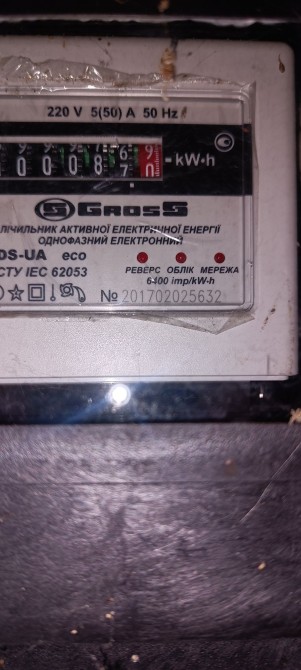 220 V 5(50) A 50 Hz
kW·h
GROSS
ЛІЧИЛЬНИК АКТИВНОЇ ЕЛЕКТРИЧНОЇ ЕНЕРГІЇ
ОДНОФАЗНИЙ ЕЛЕКТРОННИЙ
DS-UA eco
СТУ IEC 62053
РЕВЕРС ОБЛІК МЕРЕЖА
6400 imp/kW·h
№ 201702025632